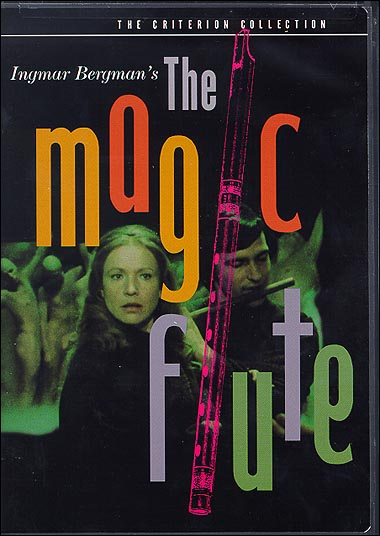 THE CRITERION COLLECTION
Ingmar Bergman's The
magic
flute